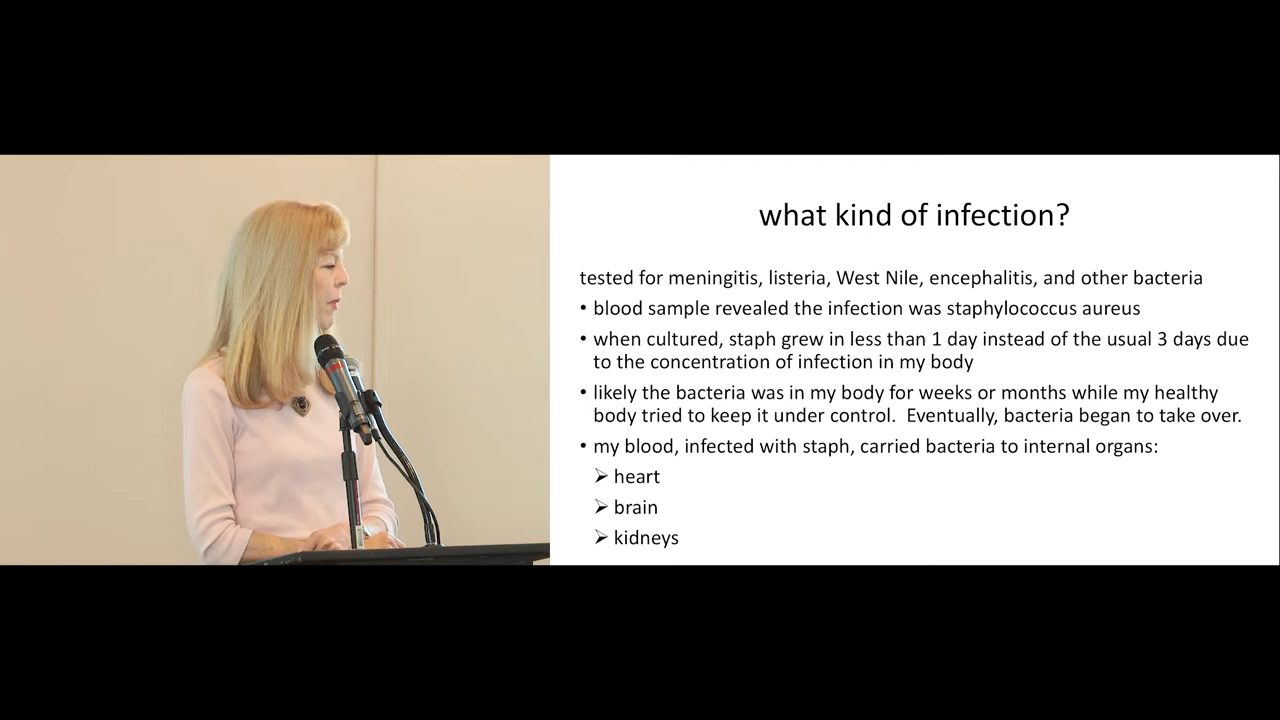 what kind of infection?
tested for meningitis, listeria, West Nile, encephalitis, and other bacteria
• blood sample revealed the infection was staphylococcus aureus
• when cultured, staph grew in less than 1 day instead of the usual 3 days due
to the concentration of infection in my body
• likely the bacteria was in my body for weeks or months while my healthy
body tried to keep it under control.  Eventually, bacteria began to take over.
• my blood, infected with staph, carried bacteria to internal organs:
➢ heart
➢ brain
➢ kidneys